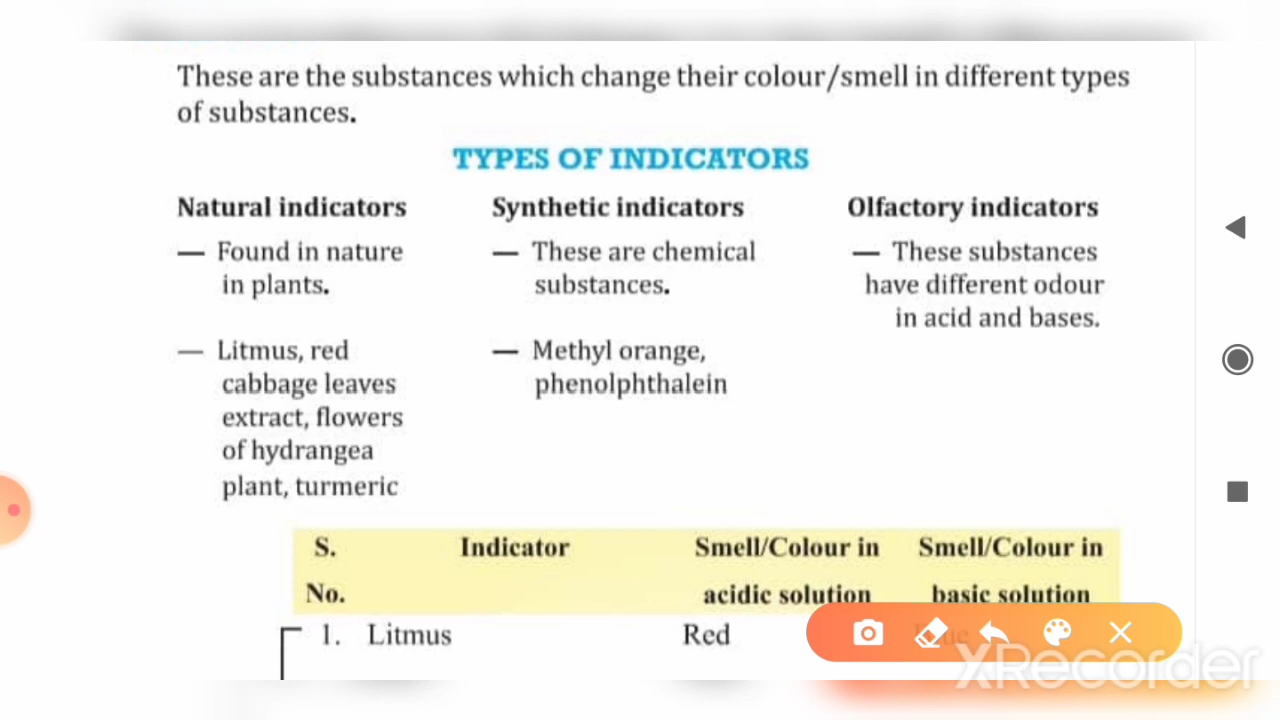 These are the substances which change their colour/smell in different types
of substances.
TYPES OF INDICATORS
Natural indicators
— Found in nature
in plants.
— Litmus, red
cabbage leaves
extract, flowers
of hydrangea
plant, turmeric
Synthetic indicators
— These are chemical
substances.
— Methyl orange,
phenolphthalein
Olfactory indicators
— These substances
have different odour
in acid and bases.
S. Indicator Smell/Colour in Smell/Colour in
No. acidic solution basic solution
1. Litmus Red
XRecorder